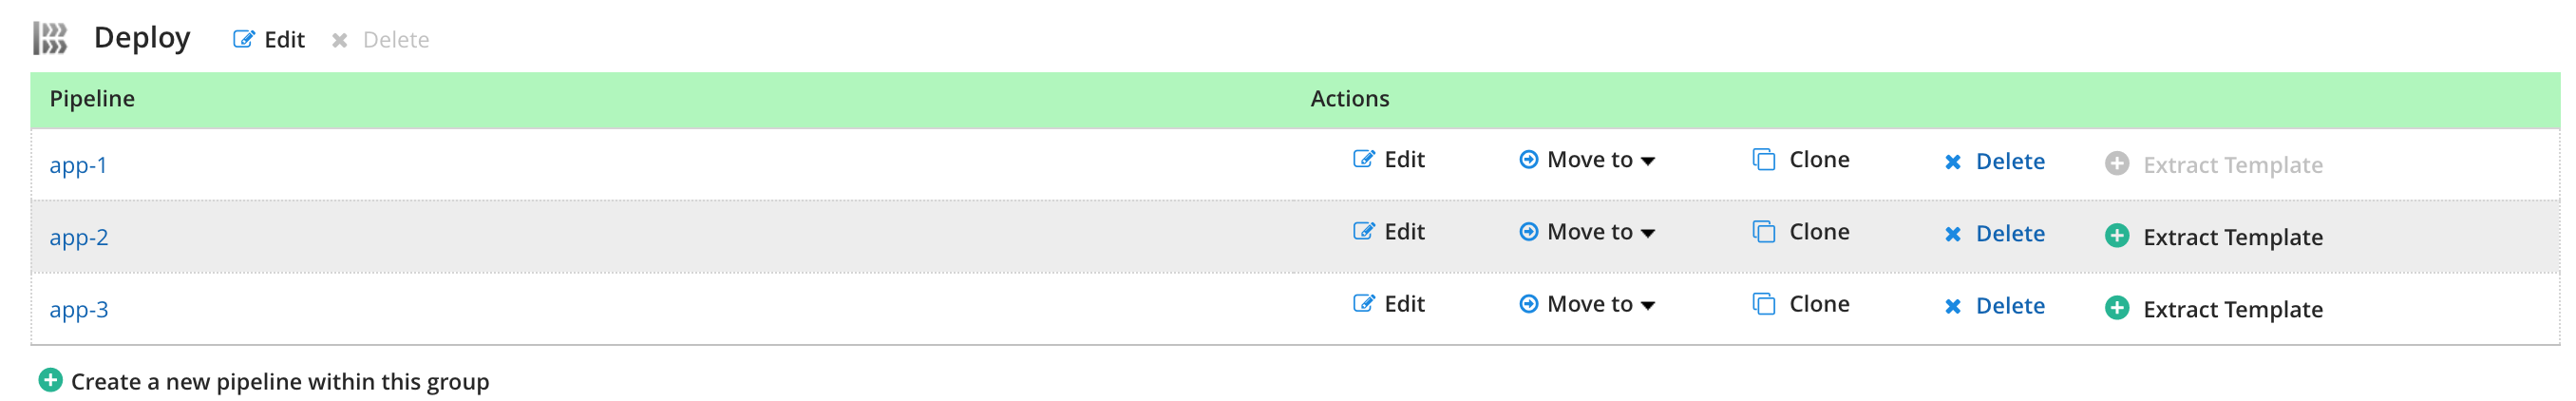 Deploy Edit Delete
Pipeline Actions
app-1 Edit Move to Clone Delete Extract Template
app-2 Edit Move to Clone Delete Extract Template
app-3 Edit Move to Clone Delete Extract Template
Create a new pipeline within this group